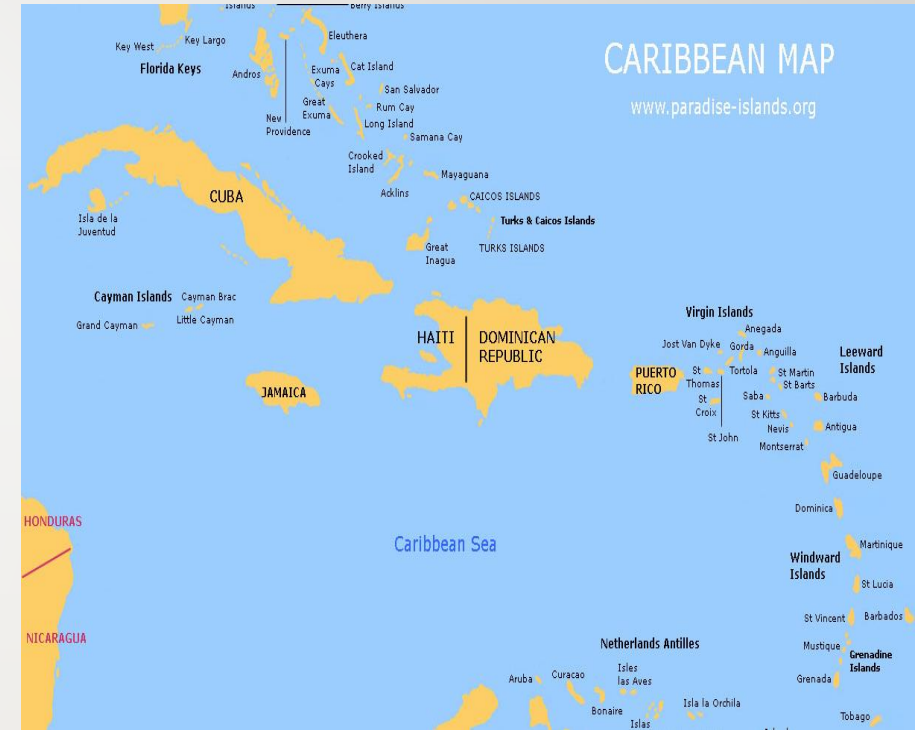 Islands
Berry Islands
Eleuthera
Key Largo
Key West
Florida Keys
Andros
Exuma
Cays
Cat Island
San Salvador
Great
Exuma
Rum Cay
New
Providence
Long Island
Samana Cay
Crooked
Island
Mayaguana
Acklins
CAICOS ISLANDS
Turks & Caicos Islands
TURKS ISLANDS
Great
Inagua
CARIBBEAN MAP
www.paradise-islands.org
CUBA
Isla de la
Juventud
Cayman Islands
Cayman Brac
Grand Cayman
Little Cayman
JAMAICA
HAITI
DOMINICAN
REPUBLIC
PUERTO
RICO
Virgin Islands
Anegada
Jost Van Dyke
Gorda
Anguilla
Leeward
Islands
St
Thomas
Tortola
St Martin
St Barts
St
Croix
Saba
Barbuda
St Kitts
Nevis
Antigua
St John
Montserrat
Guadeloupe
Dominica
HONDURAS
Caribbean Sea
Martinique
Windward
Islands
St Lucia
NICARAGUA
St Vincent
Barbados
Mustique
Grenadine
Islands
Grenada
Netherlands Antilles
Aruba
Curacao
Isles
las Aves
Bonaire
Islas
Isla la Orchila
Tobago